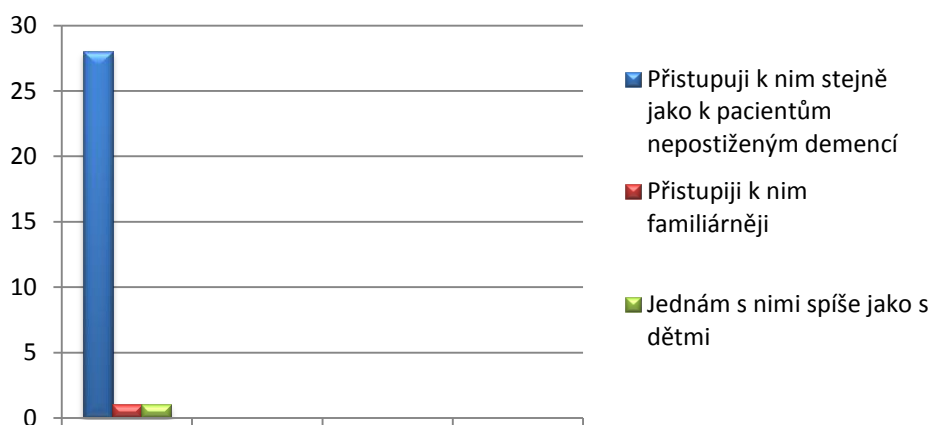 30
25
20
15
10
5
0
Přistupuji k nim stejně
jako k pacientům
nepostiženým demencí
Přistupiji k nim
familiárněji
Jednám s nimi spíše jako s
dětmi